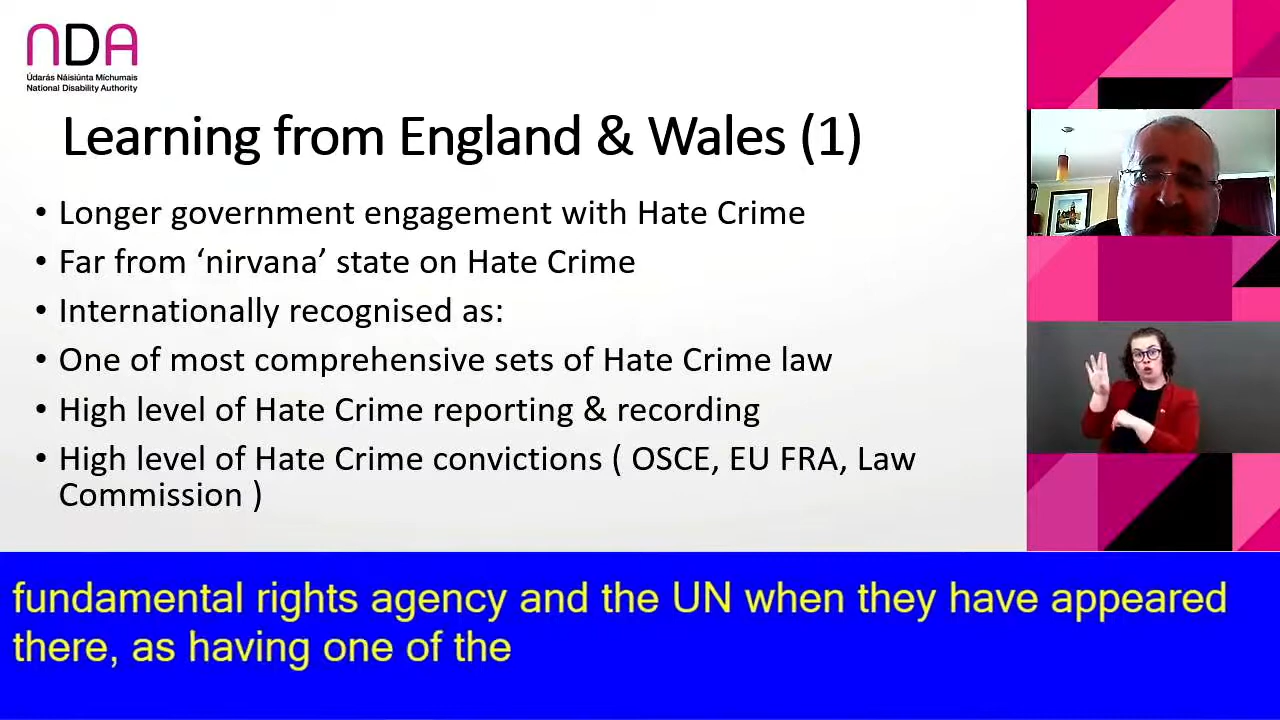 NDA
Údarás Náisiúnta Míchumais
National Disability Authority
Learning from England & Wales (1)
• Longer government engagement with Hate Crime
• Far from ‘nirvana’ state on Hate Crime
• Internationally recognised as:
• One of most comprehensive sets of Hate Crime law
• High level of Hate Crime reporting & recording
• High level of Hate Crime convictions ( OSCE, EU FRA, Law
Commission )
fundamental rights agency and the UN when they have appeared
there, as having one of the